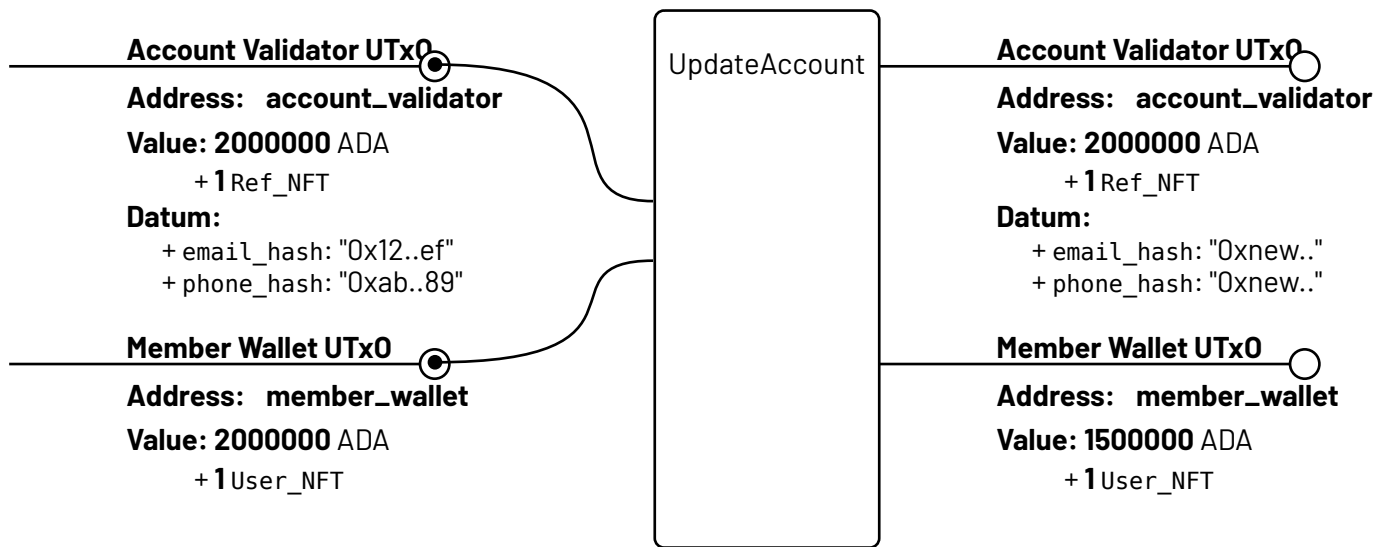 Account Validator UTxO
Address: account_validator
Value: 2000000 ADA
+ 1 Ref_NFT
Datum:
+ email_hash: "0x12..ef"
+ phone_hash: "0xab..89"
Member Wallet UTxO
Address: member_wallet
Value: 2000000 ADA
+ 1 User_NFT
UpdateAccount
Account Validator UTxO
Address: account_validator
Value: 2000000 ADA
+ 1 Ref_NFT
Datum:
+ email_hash: "0xnew.."
+ phone_hash: "0xnew.."
Member Wallet UTxO
Address: member_wallet
Value: 1500000 ADA
+ 1 User_NFT